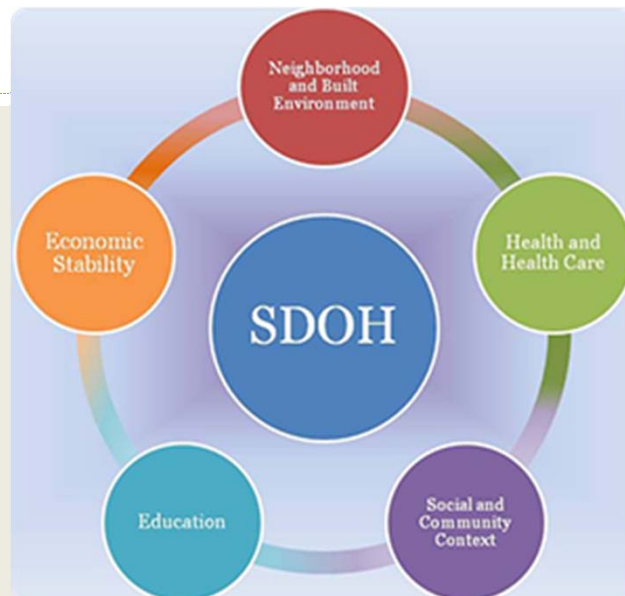 Neighborhood
and Built
Environment
Economic
Stability
Health and
Health Care
SDOH
Education
Social and
Community
Context